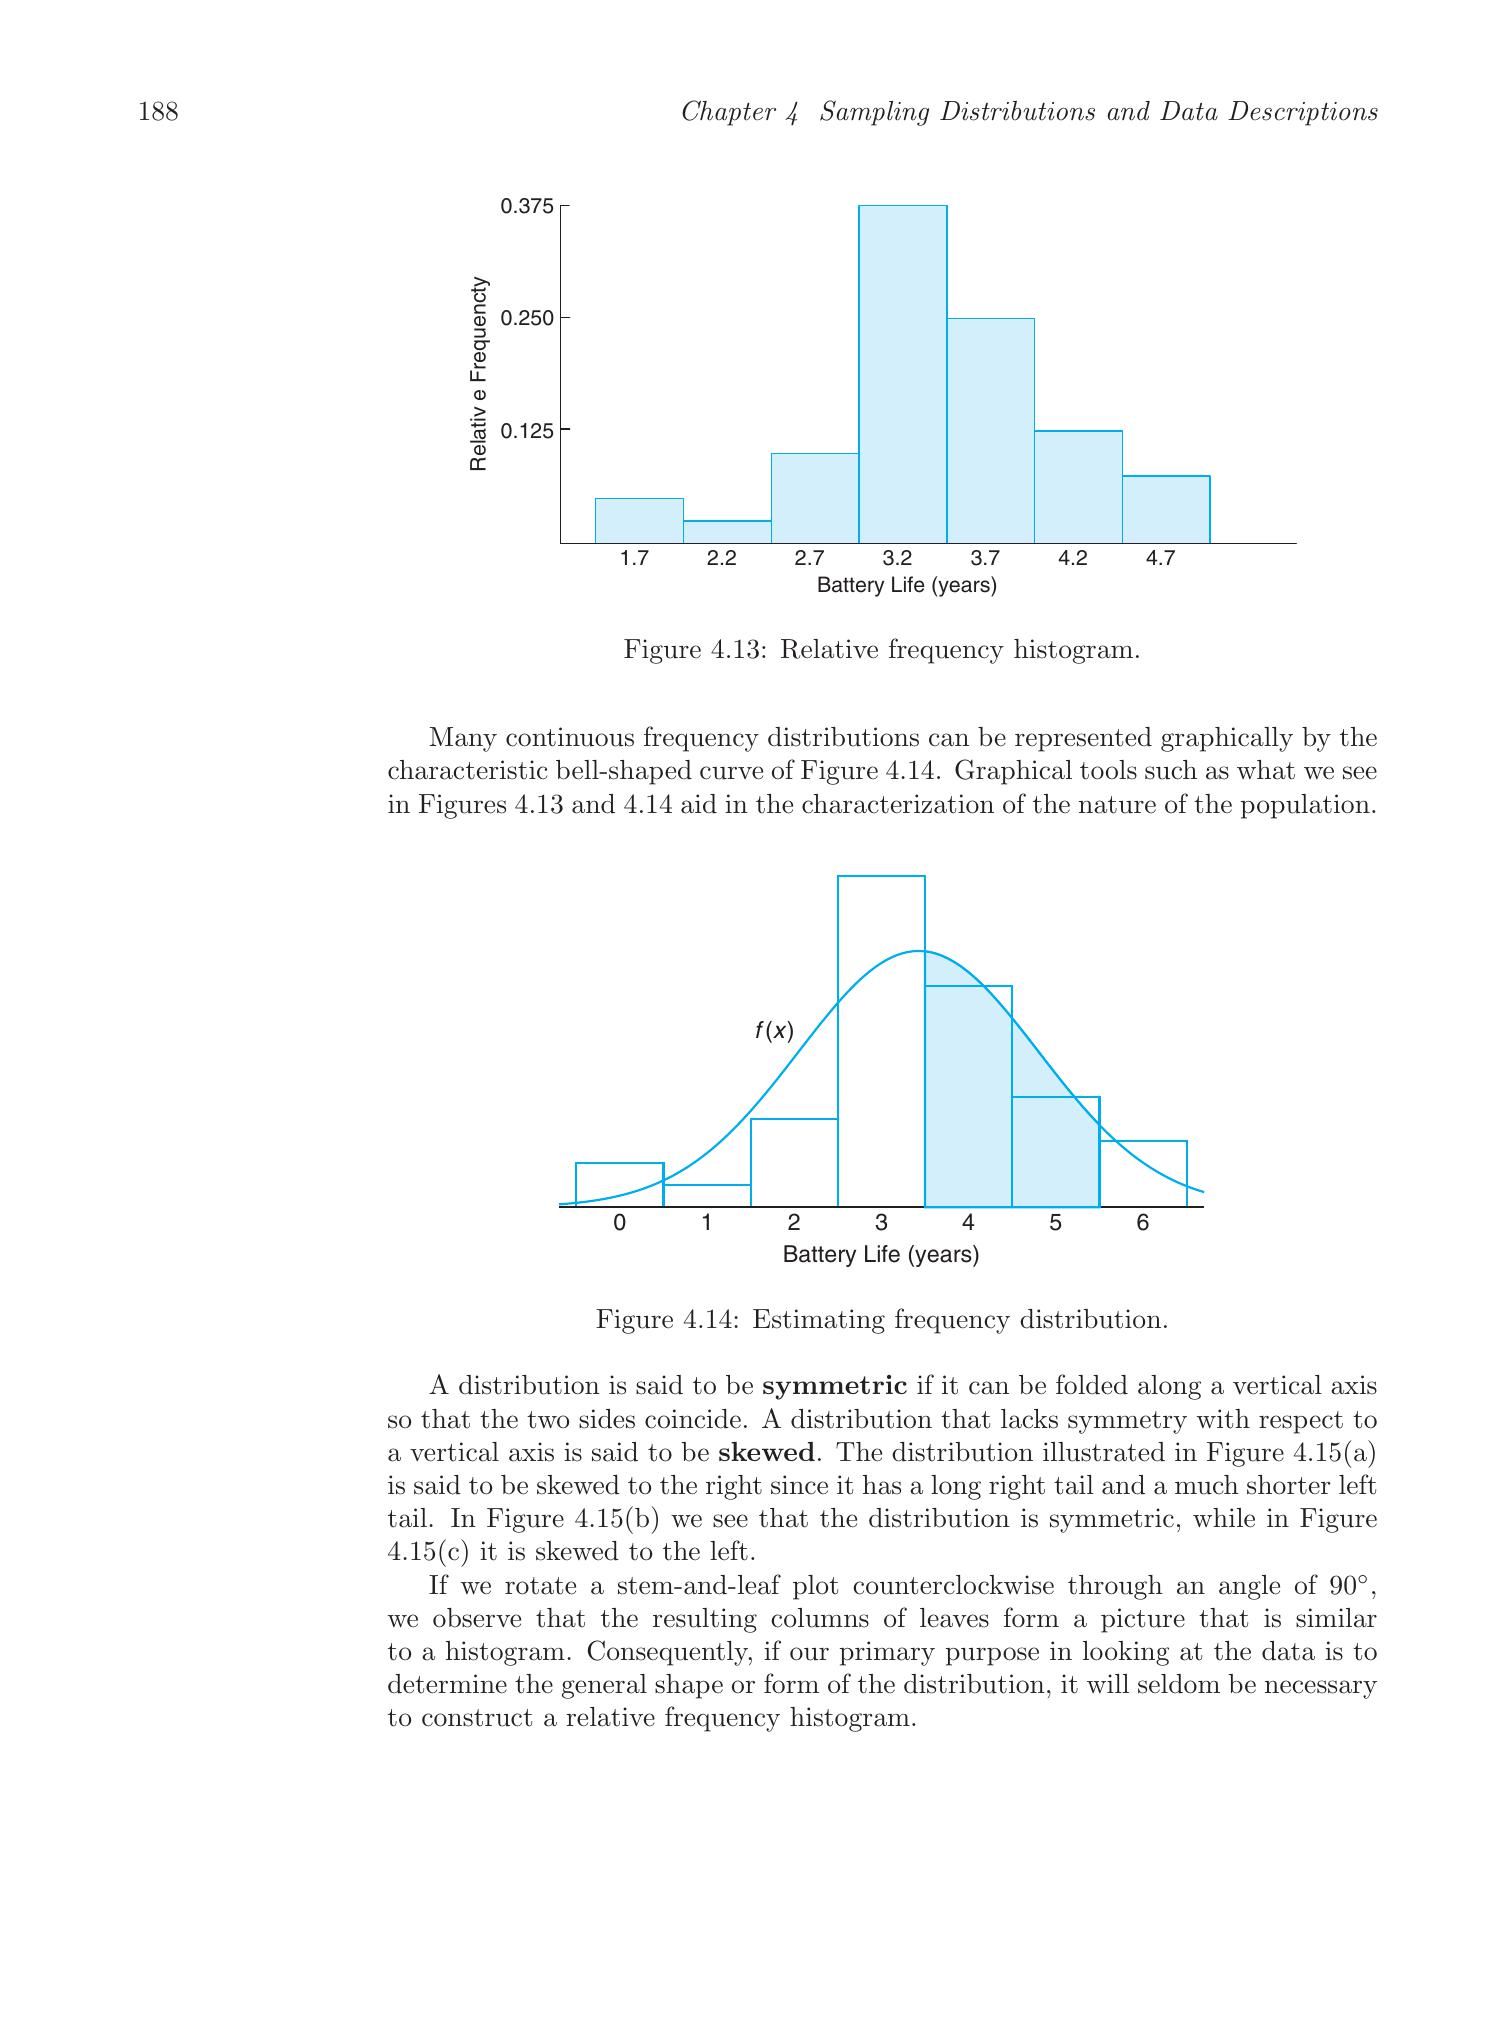 188
Chapter 4 Sampling Distributions and Data Descriptions
0.375
0.250
0.125
Relativ e Frequencty
1.7 2.2 2.7 3.2 3.7 4.2 4.7
Battery Life (years)
Figure 4.13: Relative frequency histogram.
Many continuous frequency distributions can be represented graphically by the
characteristic bell-shaped curve of Figure 4.14. Graphical tools such as what we see
in Figures 4.13 and 4.14 aid in the characterization of the nature of the population.
f(x)
0 1 2 3 4 5 6
Battery Life (years)
Figure 4.14: Estimating frequency distribution.
A distribution is said to be symmetric if it can be folded along a vertical axis
so that the two sides coincide. A distribution that lacks symmetry with respect to
a vertical axis is said to be skewed. The distribution illustrated in Figure 4.15(a)
is said to be skewed to the right since it has a long right tail and a much shorter left
tail. In Figure 4.15(b) we see that the distribution is symmetric, while in Figure
4.15(c) it is skewed to the left.
If we rotate a stem-and-leaf plot counterclockwise through an angle of 90°,
we observe that the resulting columns of leaves form a picture that is similar
to a histogram. Consequently, if our primary purpose in looking at the data is to
determine the general shape or form of the distribution, it will seldom be necessary
to construct a relative frequency histogram.